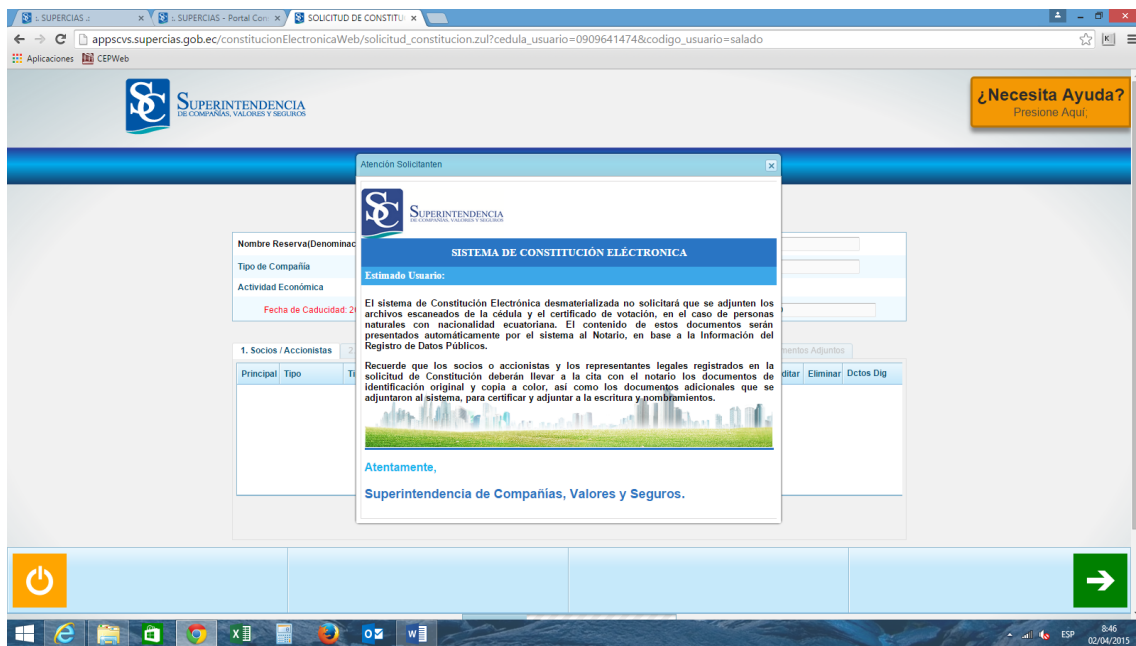 :. SUPERCIAS .:
:. SUPERCIAS - Portal Con
SOLICITUD DE CONSTITU
appscvs.supercias.gob.ec/constitucionElectronicaWeb/solicitud_constitucion.zul?cedula_usuario=0909641474&codigo_usuario=salado
Aplicaciones CEPWeb
SC SUPERINTENDENCIA
DE COMPAÑÍAS, VALORES Y SEGUROS
¿Necesita Ayuda?
Presione Aquí;
Atención Solicitanten
SC SUPERINTENDENCIA
DE COMPAÑÍAS, VALORES Y SEGUROS
SISTEMA DE CONSTITUCIÓN ELÉCTRONICA
Estimado Usuario:
El sistema de Constitución Electrónica desmaterializada no solicitará que se adjunten los
archivos escaneados de la cédula y el certificado de votación, en el caso de personas
naturales con nacionalidad ecuatoriana. El contenido de estos documentos serán
presentados automáticamente por el sistema al Notario, en base a la Información del
Registro de Datos Públicos.
Recuerde que los socios o accionistas y los representantes legales registrados en la
solicitud de Constitución deberán llevar a la cita con el notario los documentos de
identificación original y copia a color, así como los documentos adicionales que se
adjuntaron al sistema, para certificar y adjuntar a la escritura y nombramientos.
Atentamente,
Superintendencia de Compañías, Valores y Seguros.
Nombre Reserva(Denominac
Tipo de Compañía
Actividad Económica
Fecha de Caducidad: 2
1. Socios / Accionistas 2. mentos Adjuntos
Principal Tipo Ti ditar Eliminar Dctos Dig
ESP 8:46
02/04/2015